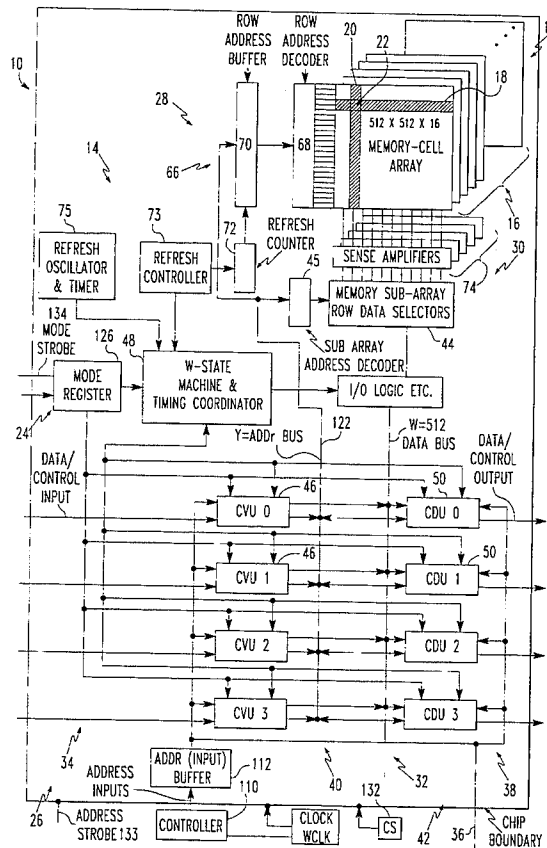 ROW
ADDRESS
BUFFER
ROW
ADDRESS
DECODER
20
22
1
10
28
18
70
68
512 X 512 X 16
MEMORY-CELL
ARRAY
14
66
16
75
REFRESH
OSCILLATOR
& TIMER
73
REFRESH
CONTROLLER
72
REFRESH
COUNTER
45
SENSE AMPLIFIERS
30
74
MEMORY SUB-ARRAY
ROW DATA SELECTORS
44
SUB ARRAY
ADDRESS DECODER
134
MODE
STROBE
126
MODE
REGISTER
24
48
W-STATE
MACHINE &
TIMING COORDINATOR
I/O LOGIC ETC.
Y=ADDr BUS
122
W=512
DATA BUS
DATA/
CONTROL
INPUT
DATA/
CONTROL
OUTPUT
46
CVU 0
50
CDU 0
46
CVU 1
50
CDU 1
CVU 2
CDU 2
CVU 3
CDU 3
34
ADDR (INPUT)
BUFFER
112
40
32
38
ADDRESS
INPUTS
110
132
26
ADDRESS
STROBE 133
CONTROLLER
CLOCK
WCLK
CS
42
36
CHIP
BOUNDARY